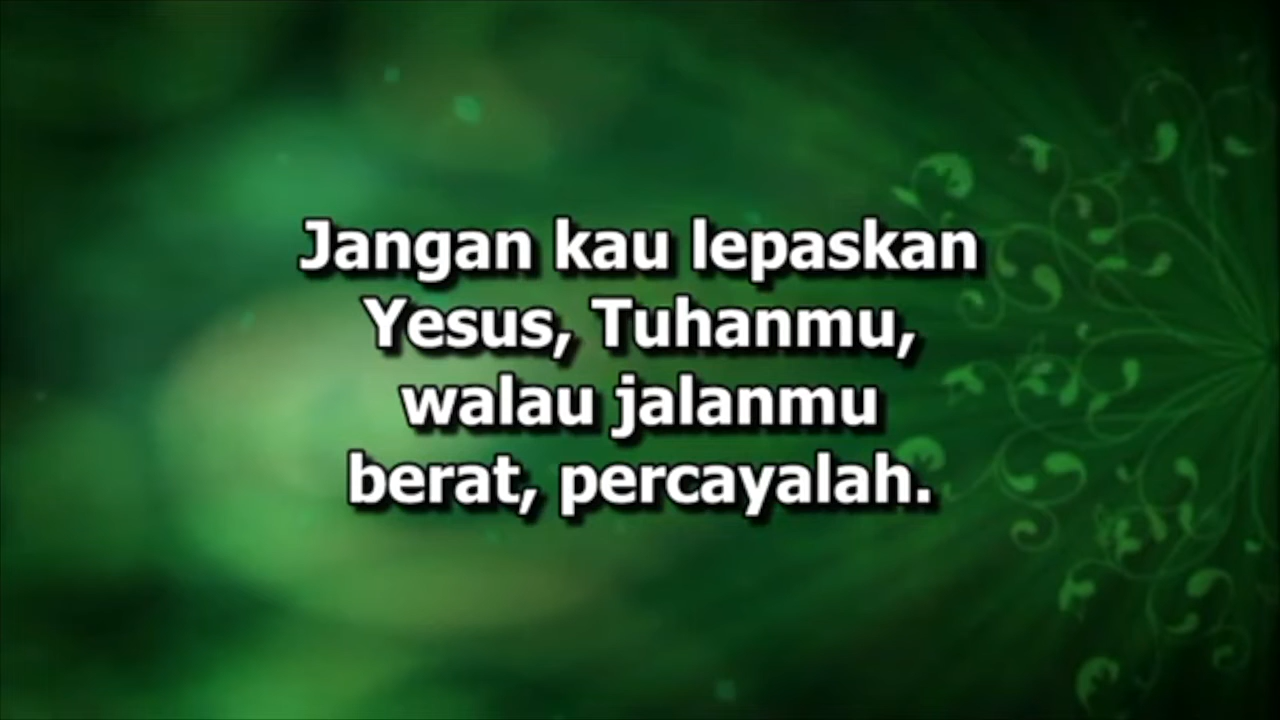 Jangan kau lepaskan
Yesus, Tuhanmu,
walau jalanmu
berat, percayalah.